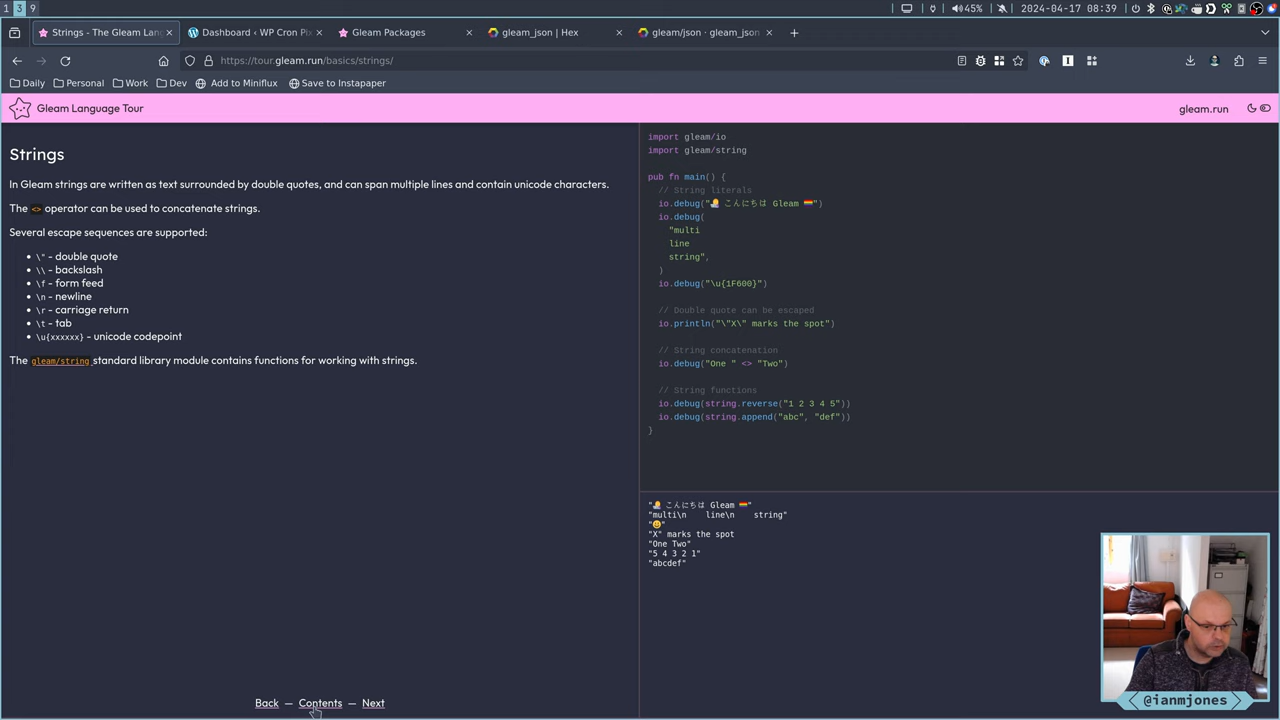 1 3 9
45% 2024-04-17 08:39
Strings - The Gleam Lang
Dashboard ‹ WP Cron Pix
Gleam Packages
gleam_json | Hex
gleam/json · gleam_json
https://tour.gleam.run/basics/strings/
Daily Personal Work Dev Add to Miniflux Save to Instapaper
Gleam Language Tour
gleam.run
Strings
In Gleam strings are written as text surrounded by double quotes, and can span multiple lines and contain unicode characters.
The <> operator can be used to concatenate strings.
Several escape sequences are supported:
\" - double quote
\\ - backslash
\f - form feed
\n - newline
\r - carriage return
\t - tab
\u{xxxxxx} - unicode codepoint
The gleam/string standard library module contains functions for working with strings.
Back — Contents — Next
import gleam/io
import gleam/string
pub fn main() {
// String literals
io.debug("👩‍💻 こんにちは Gleam 🏳️‍🌈")
io.debug(
"multi
line
string",
)
io.debug("\u{1F600}")
// Double quote can be escaped
io.println("\"X\" marks the spot")
// String concatenation
io.debug("One " <> "Two")
// String functions
io.debug(string.reverse("1 2 3 4 5"))
io.debug(string.append("abc", "def"))
}
"👩‍💻 こんにちは Gleam 🏳️‍🌈"
"multi\n    line\n    string"
"😀"
"X" marks the spot
"One Two"
"5 4 3 2 1"
"abcdef"
@ianmjones